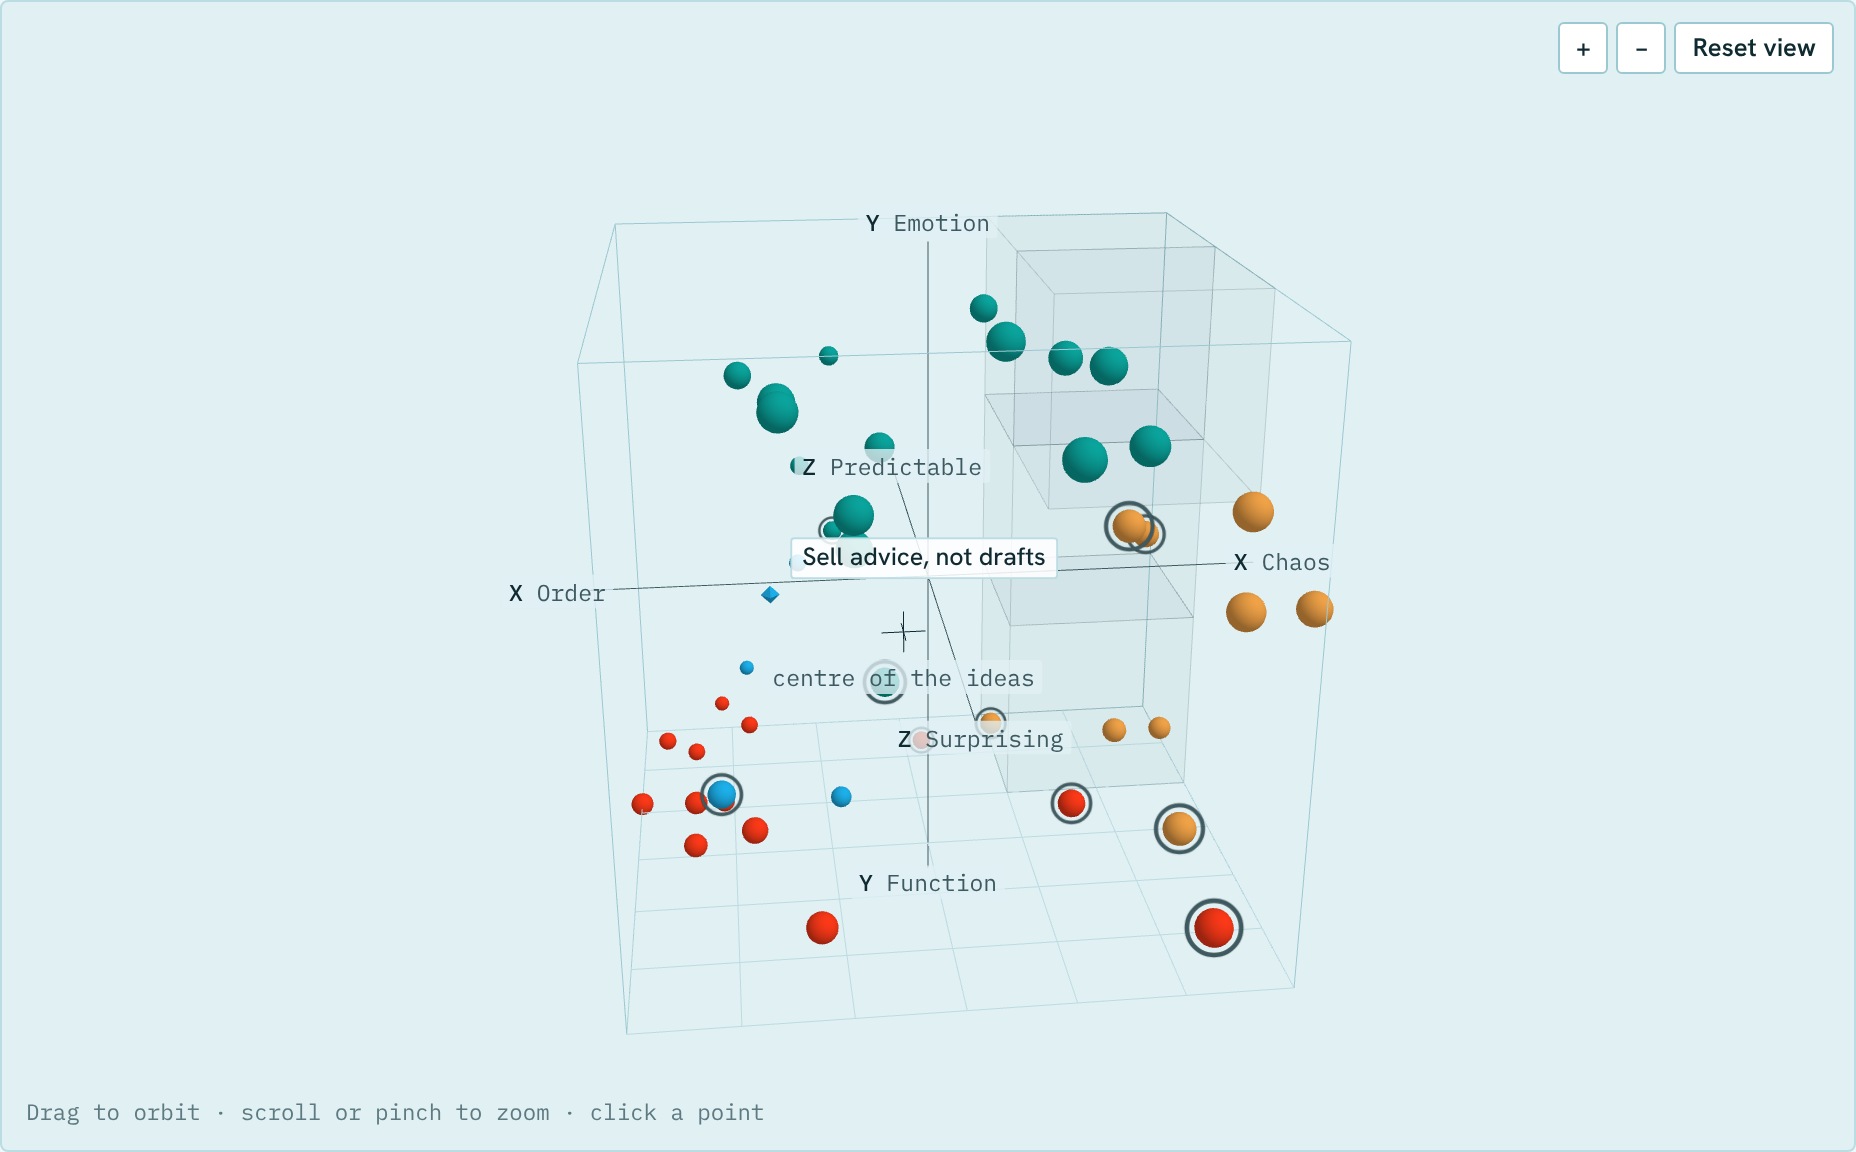 +
−
Reset view
Y Emotion
Z Predictable
Sell advice, not drafts
X Chaos
X Order
centre of the ideas
Z Surprising
Y Function
Drag to orbit · scroll or pinch to zoom · click a point